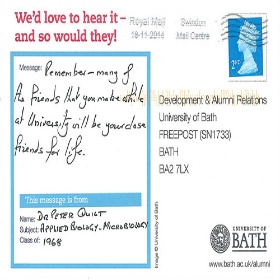 We'd love to hear it –
and so would they!
Royal Mail
18-11-2014
Swindon
Mail Centre
2ND
Message:
Remember – many of
the friends that you make while
at University will be your close
friends for life.
Development & Alumni Relations
University of Bath
FREEPOST (SN1733)
BATH
BA2 7LX
This message is from
Name: DR PETER
Subject: APPLIED BIOLOGY - MICROBIOLOGY
Class of: 1968
Image © University of Bath
UNIVERSITY OF
BATH
www.bath.ac.uk/alumni